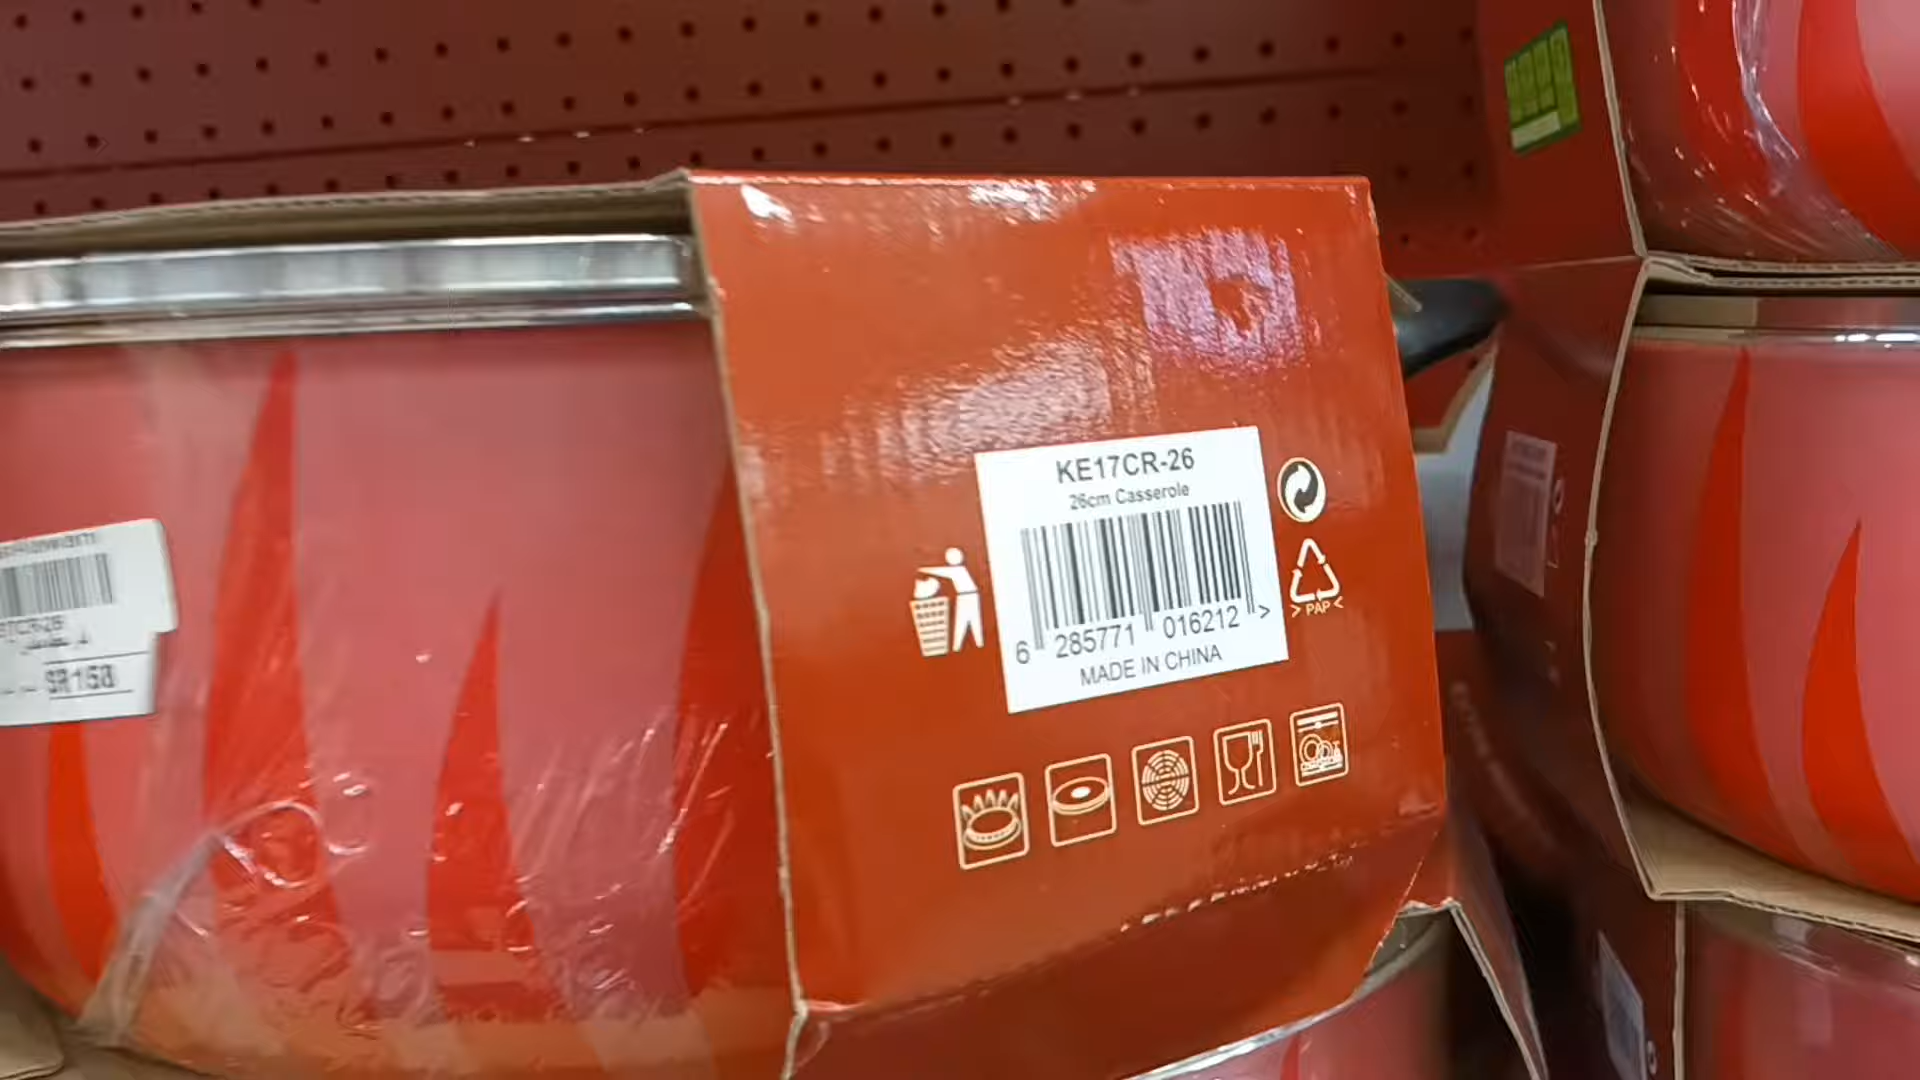 KE17CR-26
26cm Casserole
6 285771 016212 >
MADE IN CHINA
> PAP <
SR158